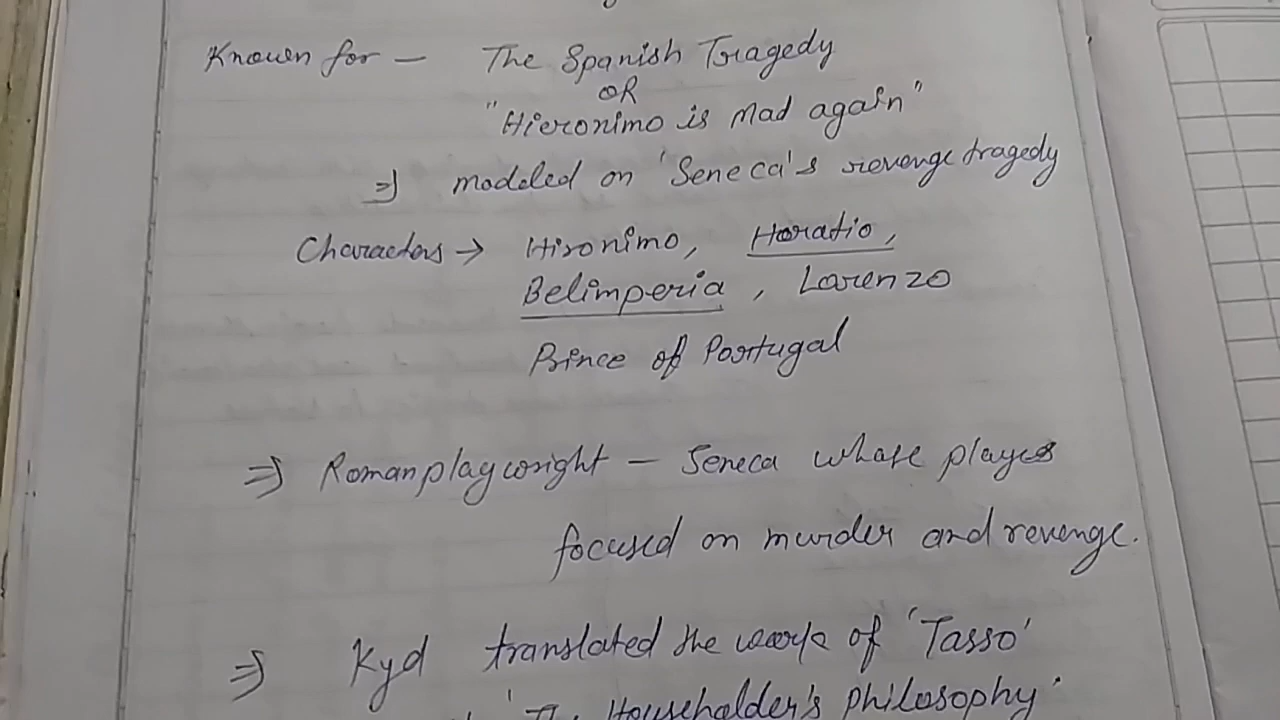 Known for — The Spanish Tragedy
OR
"Hieronimo is mad again"
⇒ modeled on 'Seneca's revenge tragedy
Characters → Hironimo, Horatio,
Belimperia, Lorenzo
Prince of Portugal
⇒ Roman playwright — Seneca whose playes
focused on murder and revenge.
⇒ Kyd translated the work of 'Tasso'
Householder's philosophy'